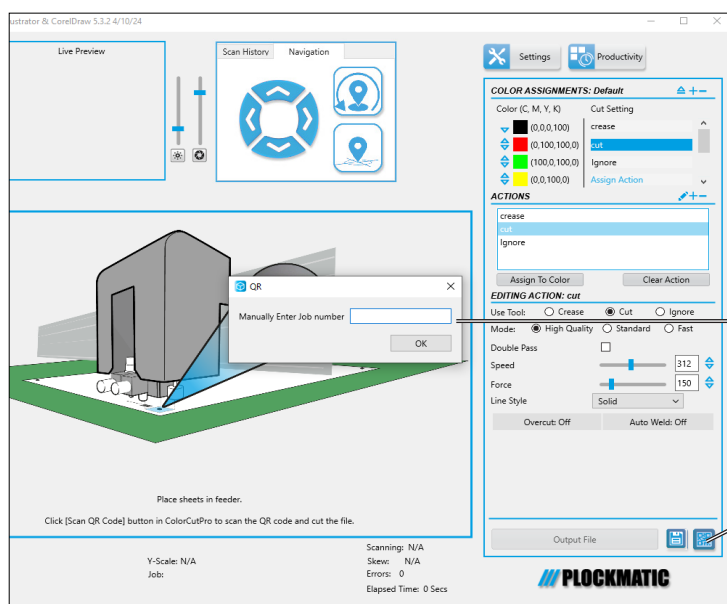 ustrator & CorelDraw 5.3.2 4/10/24
Live Preview
Scan History
Navigation
Settings
Productivity
COLOR ASSIGNMENTS: Default
Color (C, M, Y, K)
Cut Setting
(0,0,0,100)
crease
(0,100,100,0)
cut
(100,0,100,0)
Ignore
(0,0,100,0)
Assign Action
ACTIONS
crease
cut
Ignore
Assign To Color
Clear Action
EDITING ACTION: cut
Use Tool:
Crease
Cut
Ignore
Mode:
High Quality
Standard
Fast
Double Pass
Speed
312
Force
150
Line Style
Solid
Overcut: Off
Auto Weld: Off
QR
Manually Enter Job number
OK
Place sheets in feeder.
Click [Scan QR Code] button in ColorCutPro to scan the QR code and cut the file.
Output File
Y-Scale: N/A
Job:
Scanning: N/A
Skew: N/A
Errors: 0
Elapsed Time: 0 Secs
PLOCKMATIC